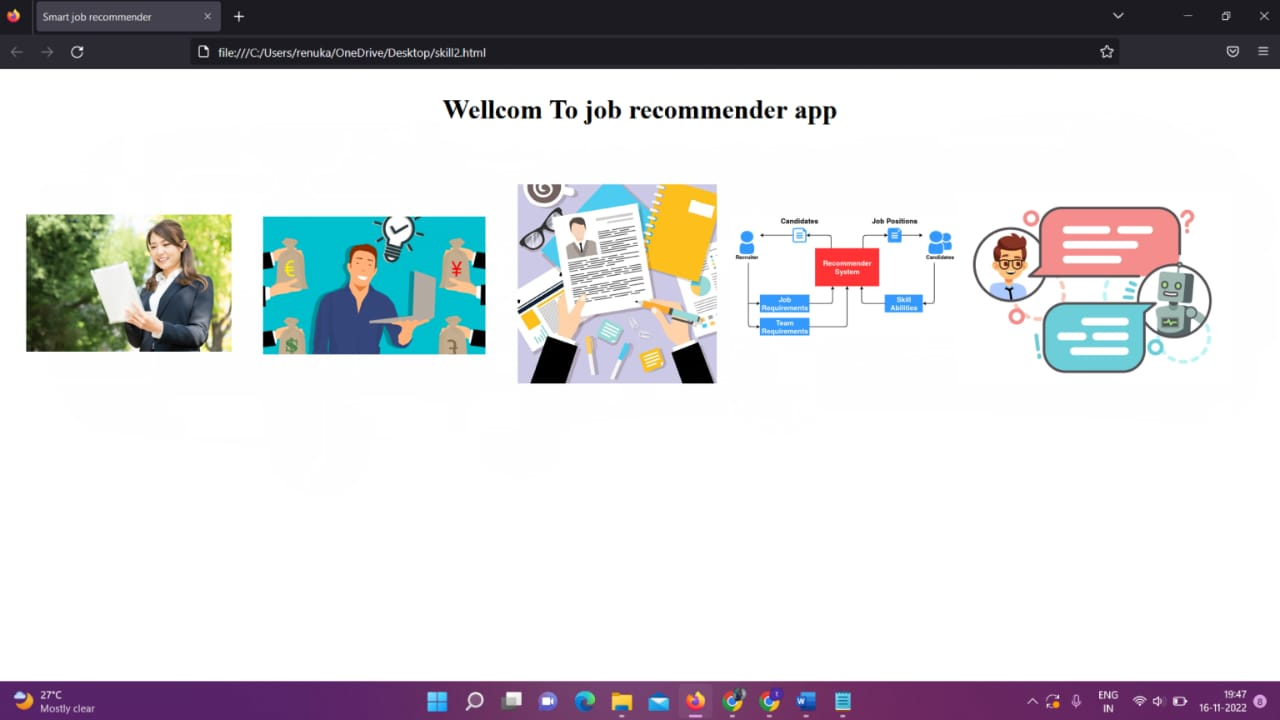 Smart job recommender
file:///C:/Users/renuka/OneDrive/Desktop/skill2.html
Wellcom To job recommender app
Candidates
Job Positions
Recruiter
Candidates
Recommender
System
Job
Requirements
Skill
Abilities
Team
Requirements
27°C
Mostly clear
ENG
IN
19:47
16-11-2022
8